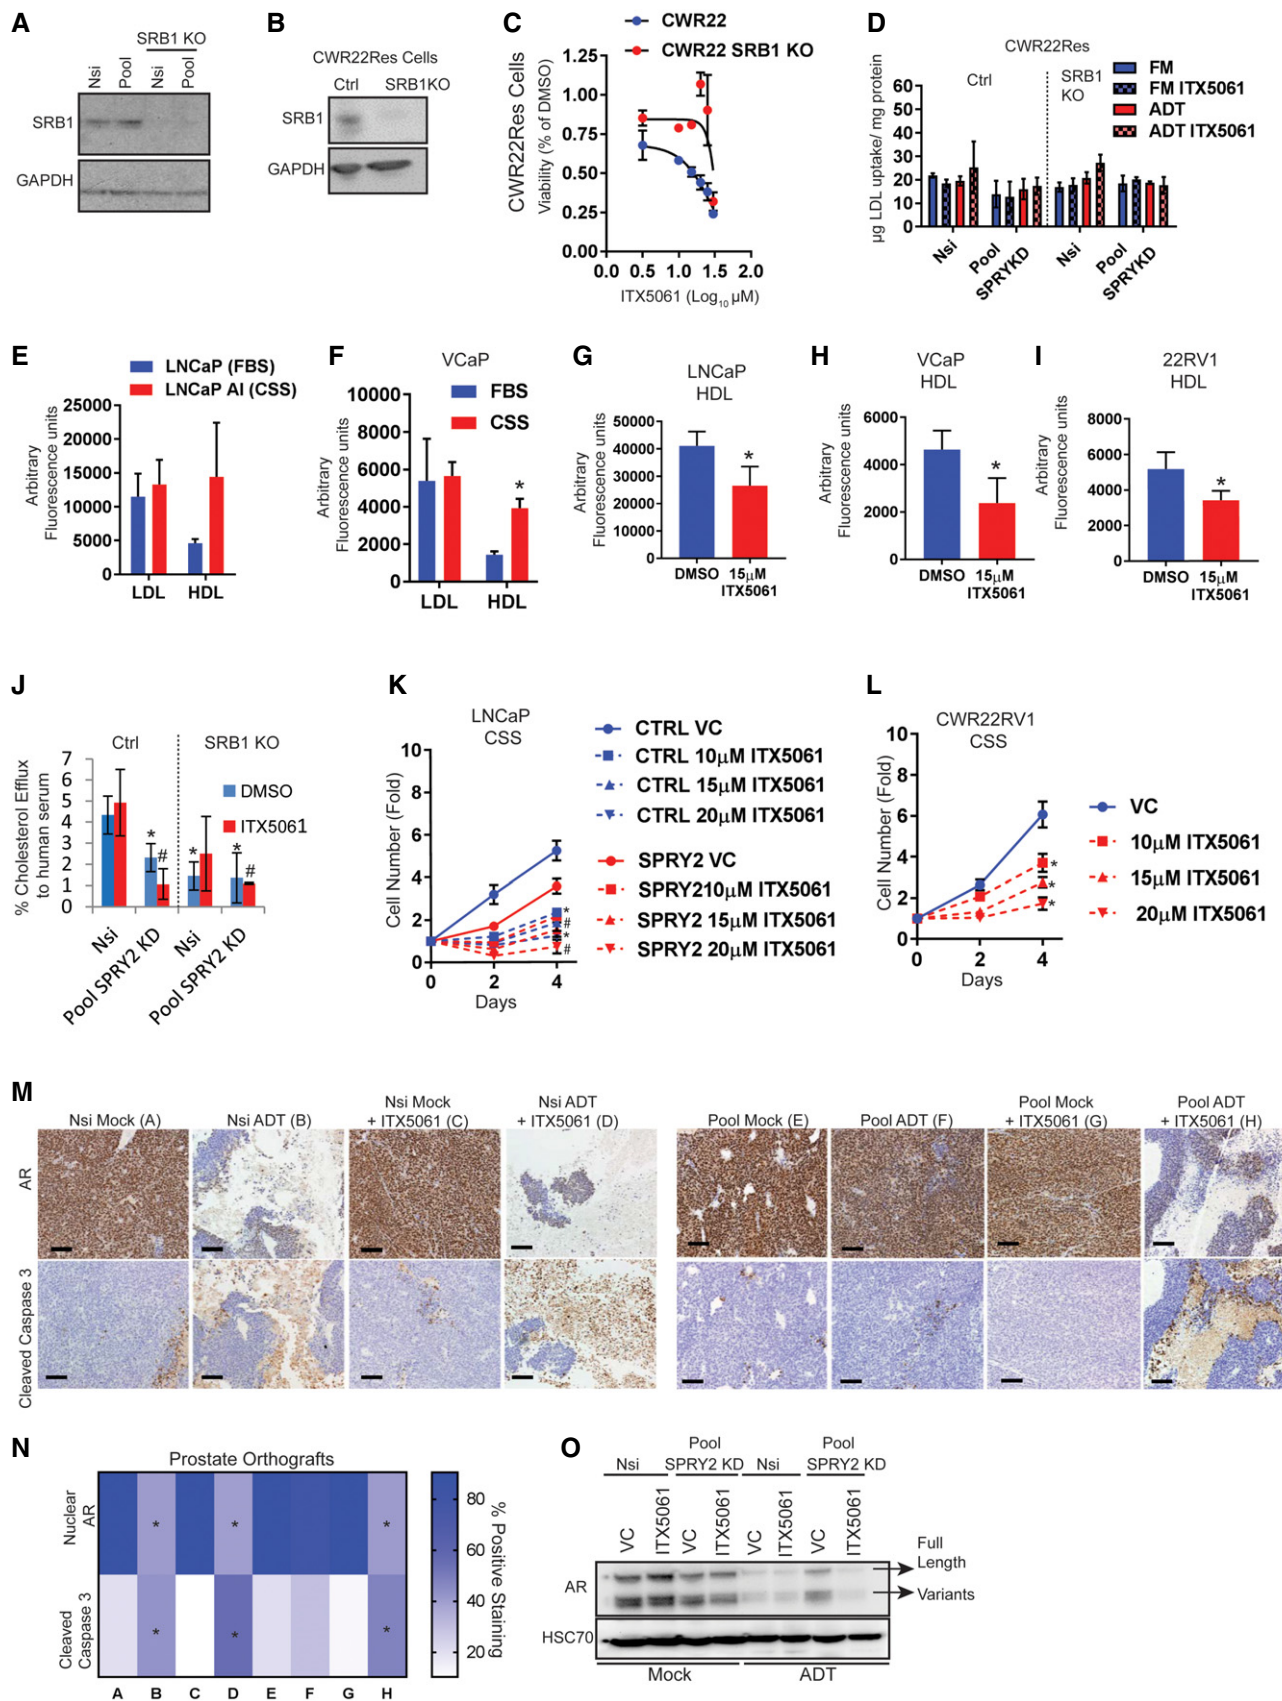 A
SRB1 KO
Nsi
Pool
Nsi
Pool
SRB1
GAPDH
B
CWR22Res Cells
Ctrl SRB1KO
SRB1
GAPDH
C
CWR22
CWR22 SRB1 KO
CWR22Res Cells
Viability (% of DMSO)
1.25
1.00
0.75
0.50
0.25
0.00
0.0 0.5 1.0 1.5 2.0
ITX5061 (Log10 µM)
D
CWR22Res
Ctrl
SRB1
KO
FM
FM ITX5061
ADT
ADT ITX5061
µg LDL uptake/ mg protein
60
50
40
30
20
10
0
Nsi
Pool
SPRYKD
Nsi
Pool
SPRYKD
E
LNCaP (FBS)
LNCaP AI (CSS)
Arbitrary
Fluorescence units
25000
20000
15000
10000
5000
0
LDL HDL
F
VCaP
FBS
CSS
Arbitrary
Fluorescence units
10000
8000
6000
4000
2000
0
*
LDL HDL
G
LNCaP
HDL
Arbitrary
Fluorescence units
50000
40000
30000
20000
10000
0
*
DMSO 15µM
ITX5061
H
VCaP
HDL
Arbitrary
Fluorescence units
6000
4000
2000
0
*
DMSO 15µM
ITX5061
I
22RV1
HDL
Arbitrary
Fluorescence units
8000
6000
4000
2000
0
*
DMSO 15µM
ITX5061
J
Ctrl SRB1 KO
DMSO
ITX5061
% Cholesterol Efflux
to human serum
7
6
5
4
3
2
1
0
* # * * #
Nsi
Pool SPRY2 KD
Nsi
Pool SPRY2 KD
K
LNCaP
CSS
Cell Number (Fold)
10
8
6
4
2
0
0 2 4
Days
*
#
*
#
CTRL VC
CTRL 10µM ITX5061
CTRL 15µM ITX5061
CTRL 20µM ITX5061
SPRY2 VC
SPRY210µM ITX5061
SPRY2 15µM ITX5061
SPRY2 20µM ITX5061
L
CWR22RV1
CSS
Cell Number (Fold)
10
8
6
4
2
0
0 2 4
Days
*
*
*
VC
10µM ITX5061
15µM ITX5061
20µM ITX5061
M
Nsi Mock (A)
Nsi ADT (B)
Nsi Mock
+ ITX5061 (C)
Nsi ADT
+ ITX5061 (D)
Pool Mock (E)
Pool ADT (F)
Pool Mock
+ ITX5061 (G)
Pool ADT
+ ITX5061 (H)
AR
Cleaved Caspase 3
N
Prostate Orthografts
Nuclear
AR
* * *
Cleaved
Caspase 3
* * *
A B C D E F G H
80
60
40
20
% Positive Staining
O
Nsi
Pool
SPRY2 KD
Nsi
Pool
SPRY2 KD
VC
ITX5061
VC
ITX5061
VC
ITX5061
VC
ITX5061
AR
Full
Length
Variants
HSC70
Mock ADT